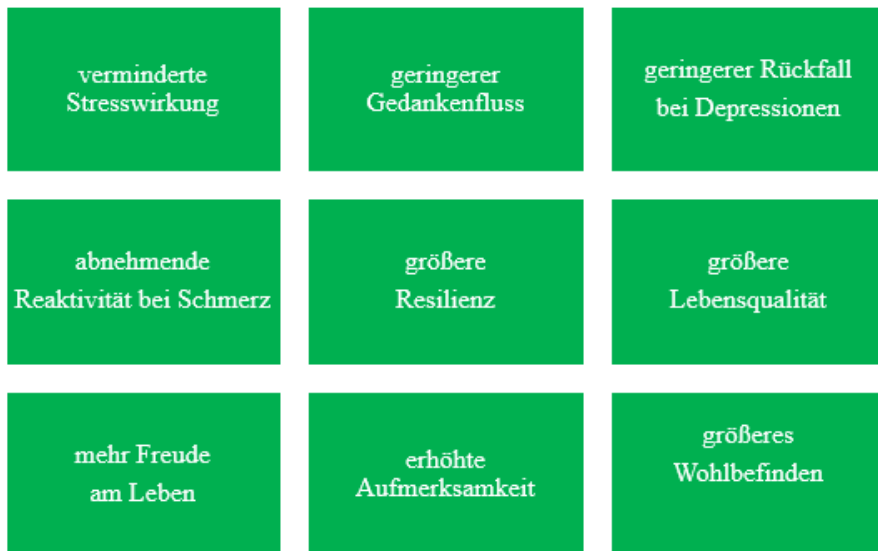 verminderte
Stresswirkung
geringerer
Gedankenfluss
geringerer Rückfall
bei Depressionen
abnehmende
Reaktivität bei Schmerz
größere
Resilienz
größere
Lebensqualität
mehr Freude
am Leben
erhöhte
Aufmerksamkeit
größeres
Wohlbefinden